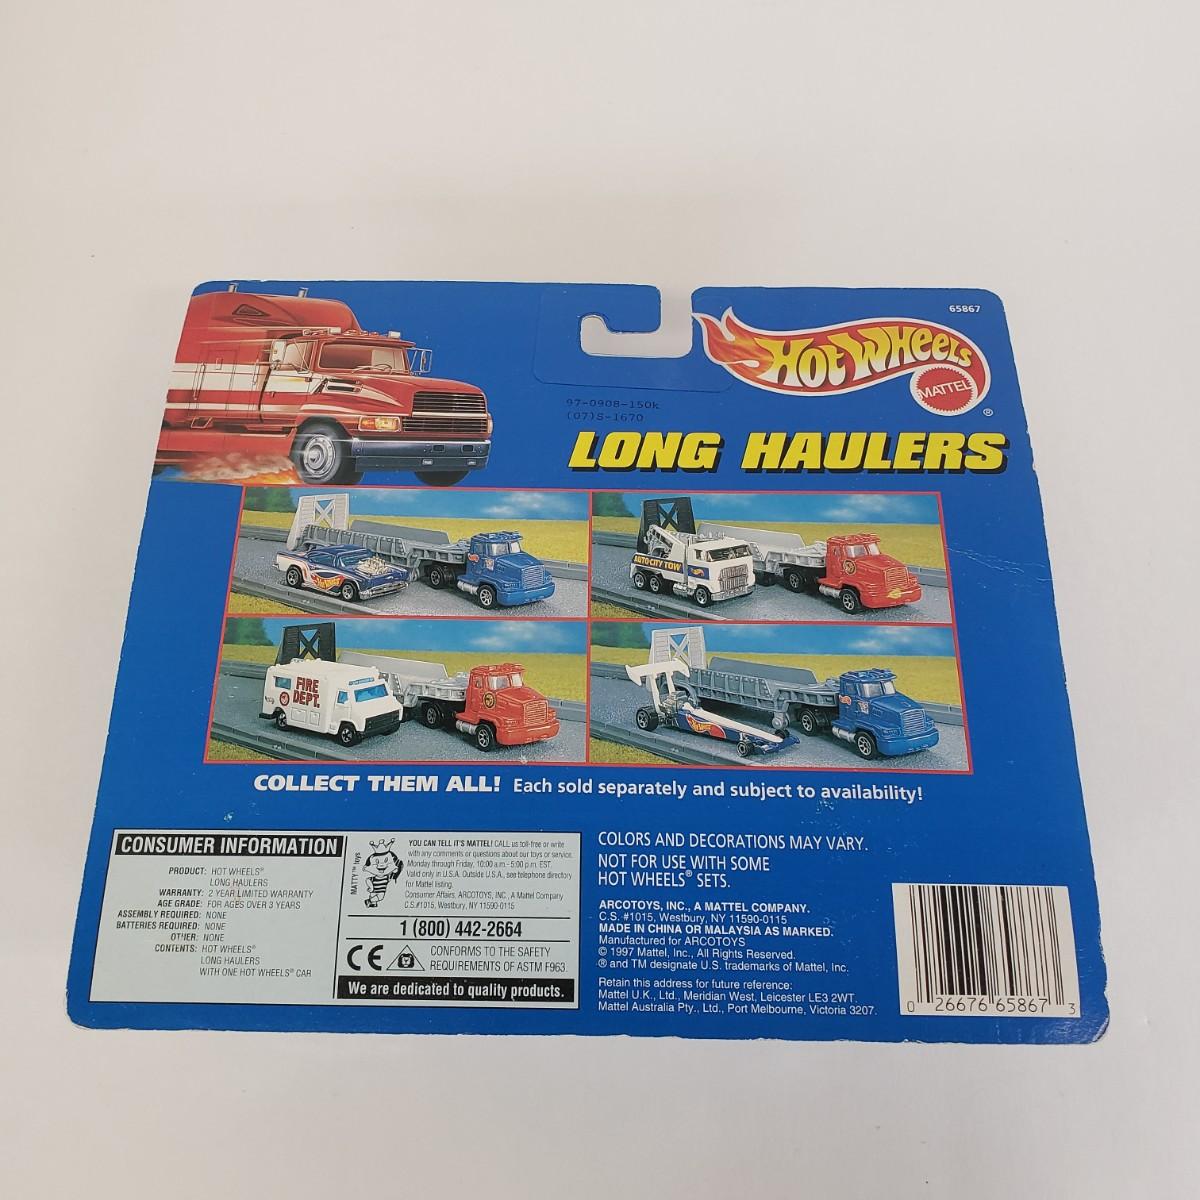 65867
HOT WHEELS
MATTEL
®
97-0908-150k
(07)S-1670
LONG HAULERS
Hot Wheels
AUTO CITY TOW
FIRE
DEPT.
Hot Wheels
COLLECT THEM ALL! Each sold separately and subject to availability!
CONSUMER INFORMATION
PRODUCT: HOT WHEELS®
LONG HAULERS
WARRANTY: 2 YEAR LIMITED WARRANTY
AGE GRADE: FOR AGES OVER 3 YEARS
ASSEMBLY REQUIRED: NONE
BATTERIES REQUIRED: NONE
OTHER: NONE
CONTENTS: HOT WHEELS®
LONG HAULERS
WITH ONE HOT WHEELS® CAR
MATTY™ toys
YOU CAN TELL IT'S MATTEL! CALL us toll-free or write
with any comments or questions about our toys or service.
Monday through Friday, 10:00 a.m.- 5:00 p.m. EST.
Valid only in U.S.A. Outside U.S.A., see telephone directory
for Mattel listing.
Consumer Affairs, ARCOTOYS, INC., A Mattel Company
C.S.#1015, Westbury, NY 11590-0115
1 (800) 442-2664
CE
CONFORMS TO THE SAFETY
REQUIREMENTS OF ASTM F963.
We are dedicated to quality products.
COLORS AND DECORATIONS MAY VARY.
NOT FOR USE WITH SOME
HOT WHEELS® SETS.
ARCOTOYS, INC., A MATTEL COMPANY.
C.S. #1015, Westbury, NY 11590-0115
MADE IN CHINA OR MALAYSIA AS MARKED.
Manufactured for ARCOTOYS
© 1997 Mattel, Inc., All Rights Reserved.
® and TM designate U.S. trademarks of Mattel, Inc.
Retain this address for future reference:
Mattel U.K., Ltd., Meridian West, Leicester LE3 2WT.
Mattel Australia Pty., Ltd., Port Melbourne, Victoria 3207.
0 26676 65867 3